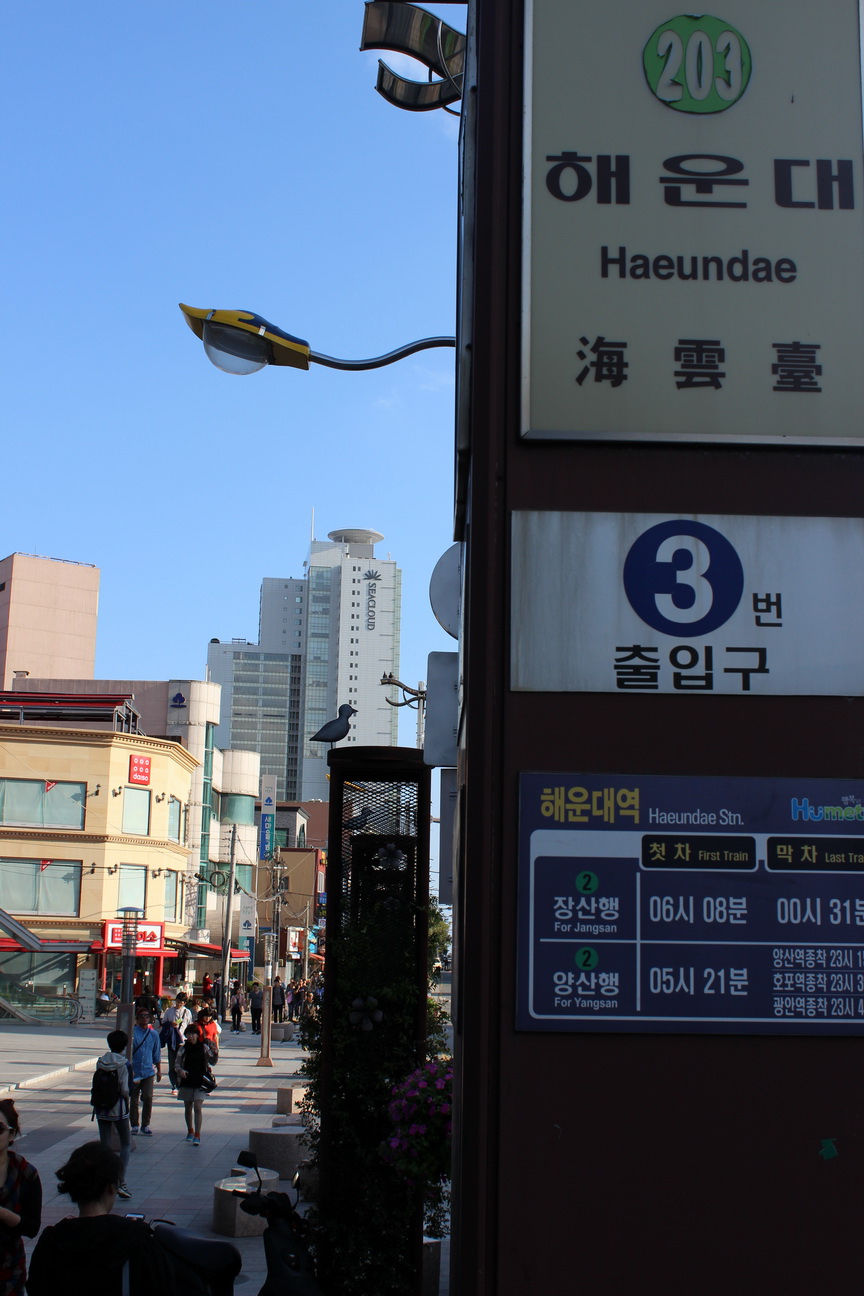 203
해운대
Haeundae
海雲臺
3번
출입구
해운대역 Haeundae Stn.
첫 차 First Train
막 차 Last
2
장산행
For Jangsan
06시 08분
00시 31분
2
양산행
For Yangsan
05시 21분
양산역종착 23시
호포역종착 23시
광안역종착 23시
SEACLOUD
daiso